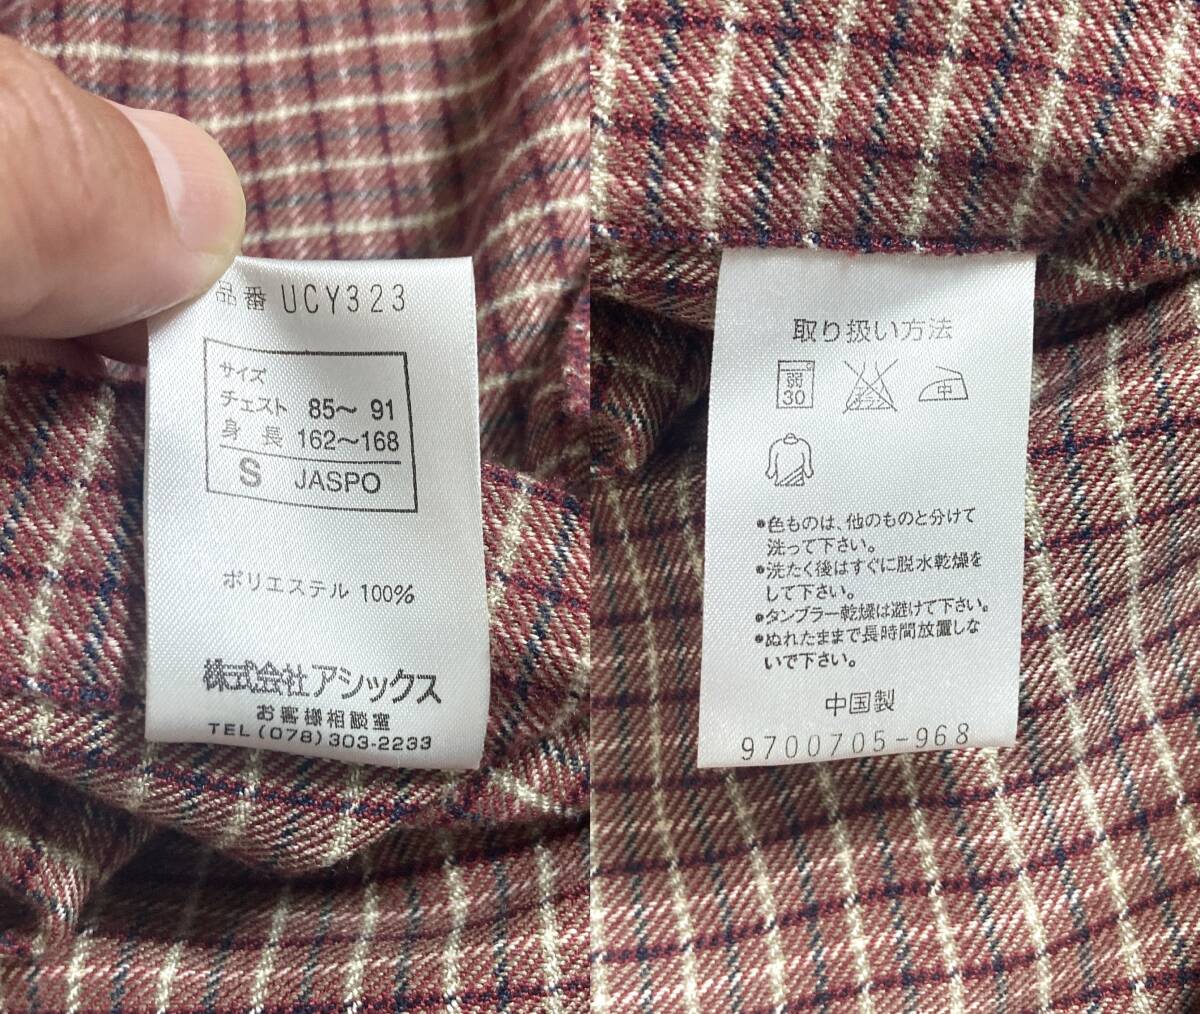 品番 UCY323
サイズ
チェスト 85～ 91
身 長 162～168
S JASPO
ポリエステル 100%
株式会社アシックス
お客様相談室
TEL (078) 303-2233
取り扱い方法
弱
30
エンソサラシ
中
●色ものは、他のものと分けて
洗って下さい。
●洗たく後はすぐに脱水乾燥を
して下さい。
●タンブラー乾燥は避けて下さい。
●ぬれたままで長時間放置しな
いで下さい。
中国製
9700705-968